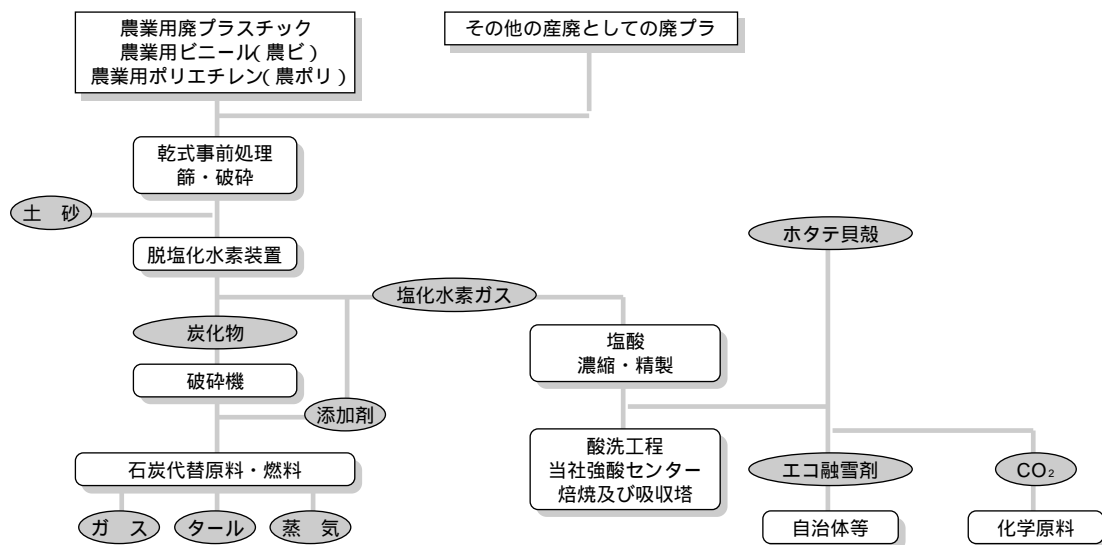 農業用廃プラスチック
農業用ビニール(農ビ)
農業用ポリエチレン(農ポリ)
その他の産廃としての廃プラ
乾式事前処理
篩・破砕
土 砂
脱塩化水素装置
ホタテ貝殻
塩化水素ガス
炭化物
塩酸
濃縮・精製
破砕機
添加剤
酸洗工程
当社強酸センター
焙焼及び吸収塔
石炭代替原料・燃料
エコ融雪剤
CO₂
ガ ス
タール
蒸 気
自治体等
化学原料